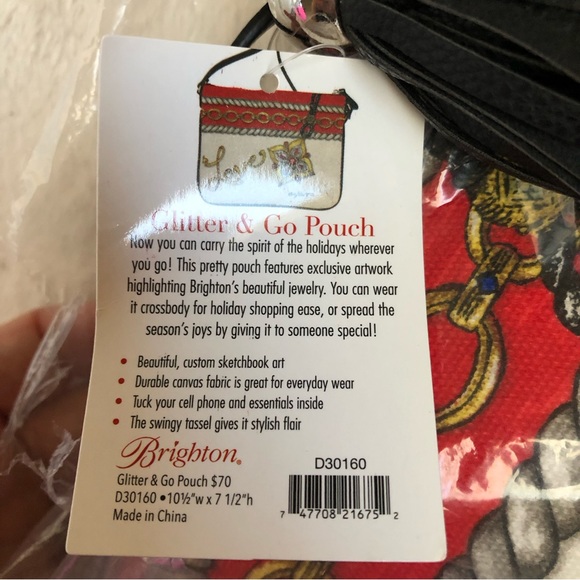 Love
Glitter & Go Pouch
Now you can carry the spirit of the holidays wherever
you go! This pretty pouch features exclusive artwork
highlighting Brighton's beautiful jewelry. You can wear
it crossbody for holiday shopping ease, or spread the
season's joys by giving it to someone special!
• Beautiful, custom sketchbook art
• Durable canvas fabric is great for everyday wear
• Tuck your cell phone and essentials inside
• The swingy tassel gives it stylish flair
Brighton®
Glitter & Go Pouch $70
D30160 • 10½"w x 7 1/2"h
Made in China
D30160
7 47708 21675 2